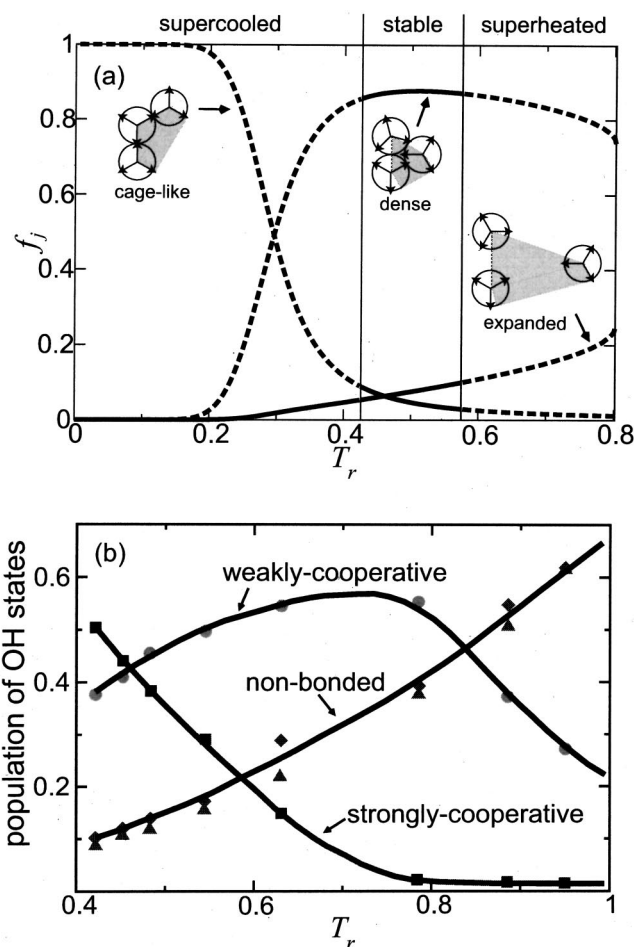 supercooled stable superheated
1
(a)
0.8
cage-like
dense
0.6
f_j
0.4
expanded
0.2
0
0 0.2 0.4 0.6 0.8
T_r
(b)
0.6
weakly-cooperative
population of OH states
0.4
non-bonded
0.2
strongly-cooperative
0.4 0.6 0.8 1
T_r